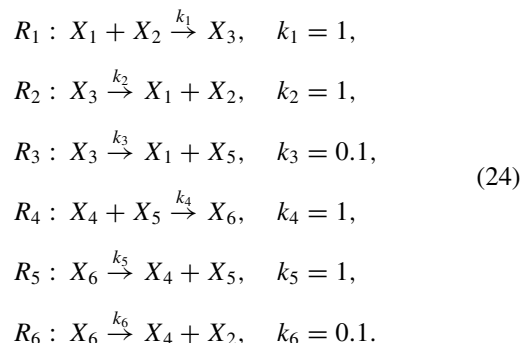 R₁ : X₁ + X₂ →^{k₁} X₃, k₁ = 1,
R₂ : X₃ →^{k₂} X₁ + X₂, k₂ = 1,
R₃ : X₃ →^{k₃} X₁ + X₅, k₃ = 0.1,
(24)
R₄ : X₄ + X₅ →^{k₄} X₆, k₄ = 1,
R₅ : X₆ →^{k₅} X₄ + X₅, k₅ = 1,
R₆ : X₆ →^{k₆} X₄ + X₂, k₆ = 0.1.